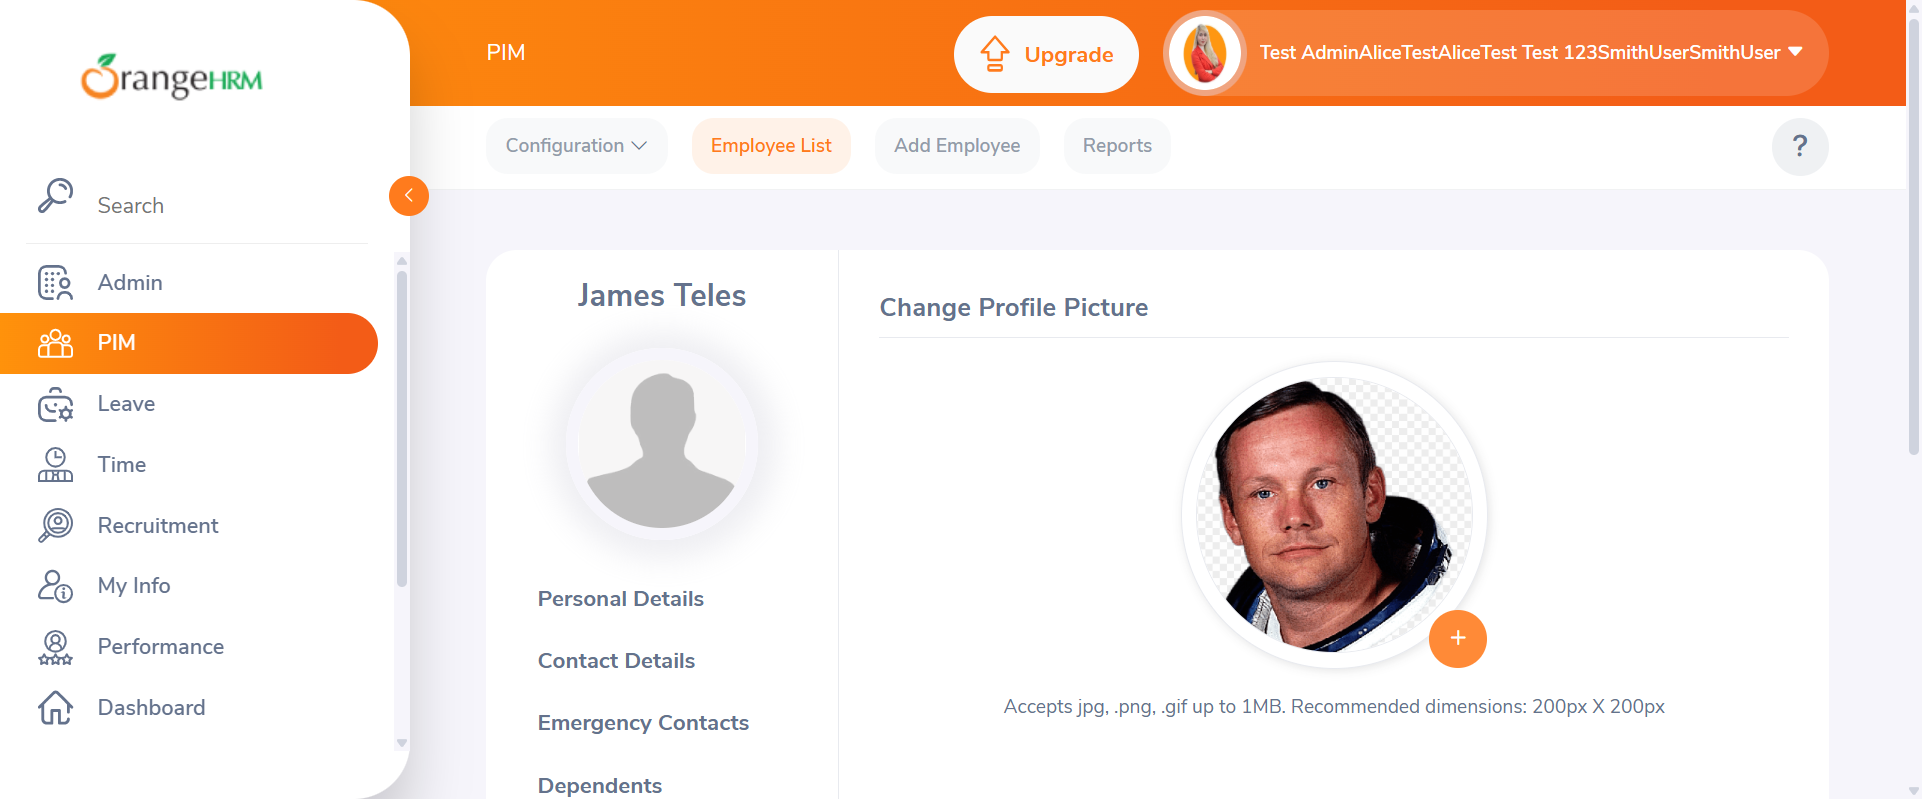 OrangeHRM
Search
Admin
PIM
Leave
Time
Recruitment
My Info
Performance
Dashboard
PIM
Upgrade
Test AdminAliceTestAliceTest Test 123SmithUserSmithUser
Configuration
Employee List
Add Employee
Reports
?
James Teles
Personal Details
Contact Details
Emergency Contacts
Dependents
Change Profile Picture
+
Accepts jpg, .png, .gif up to 1MB. Recommended dimensions: 200px X 200px